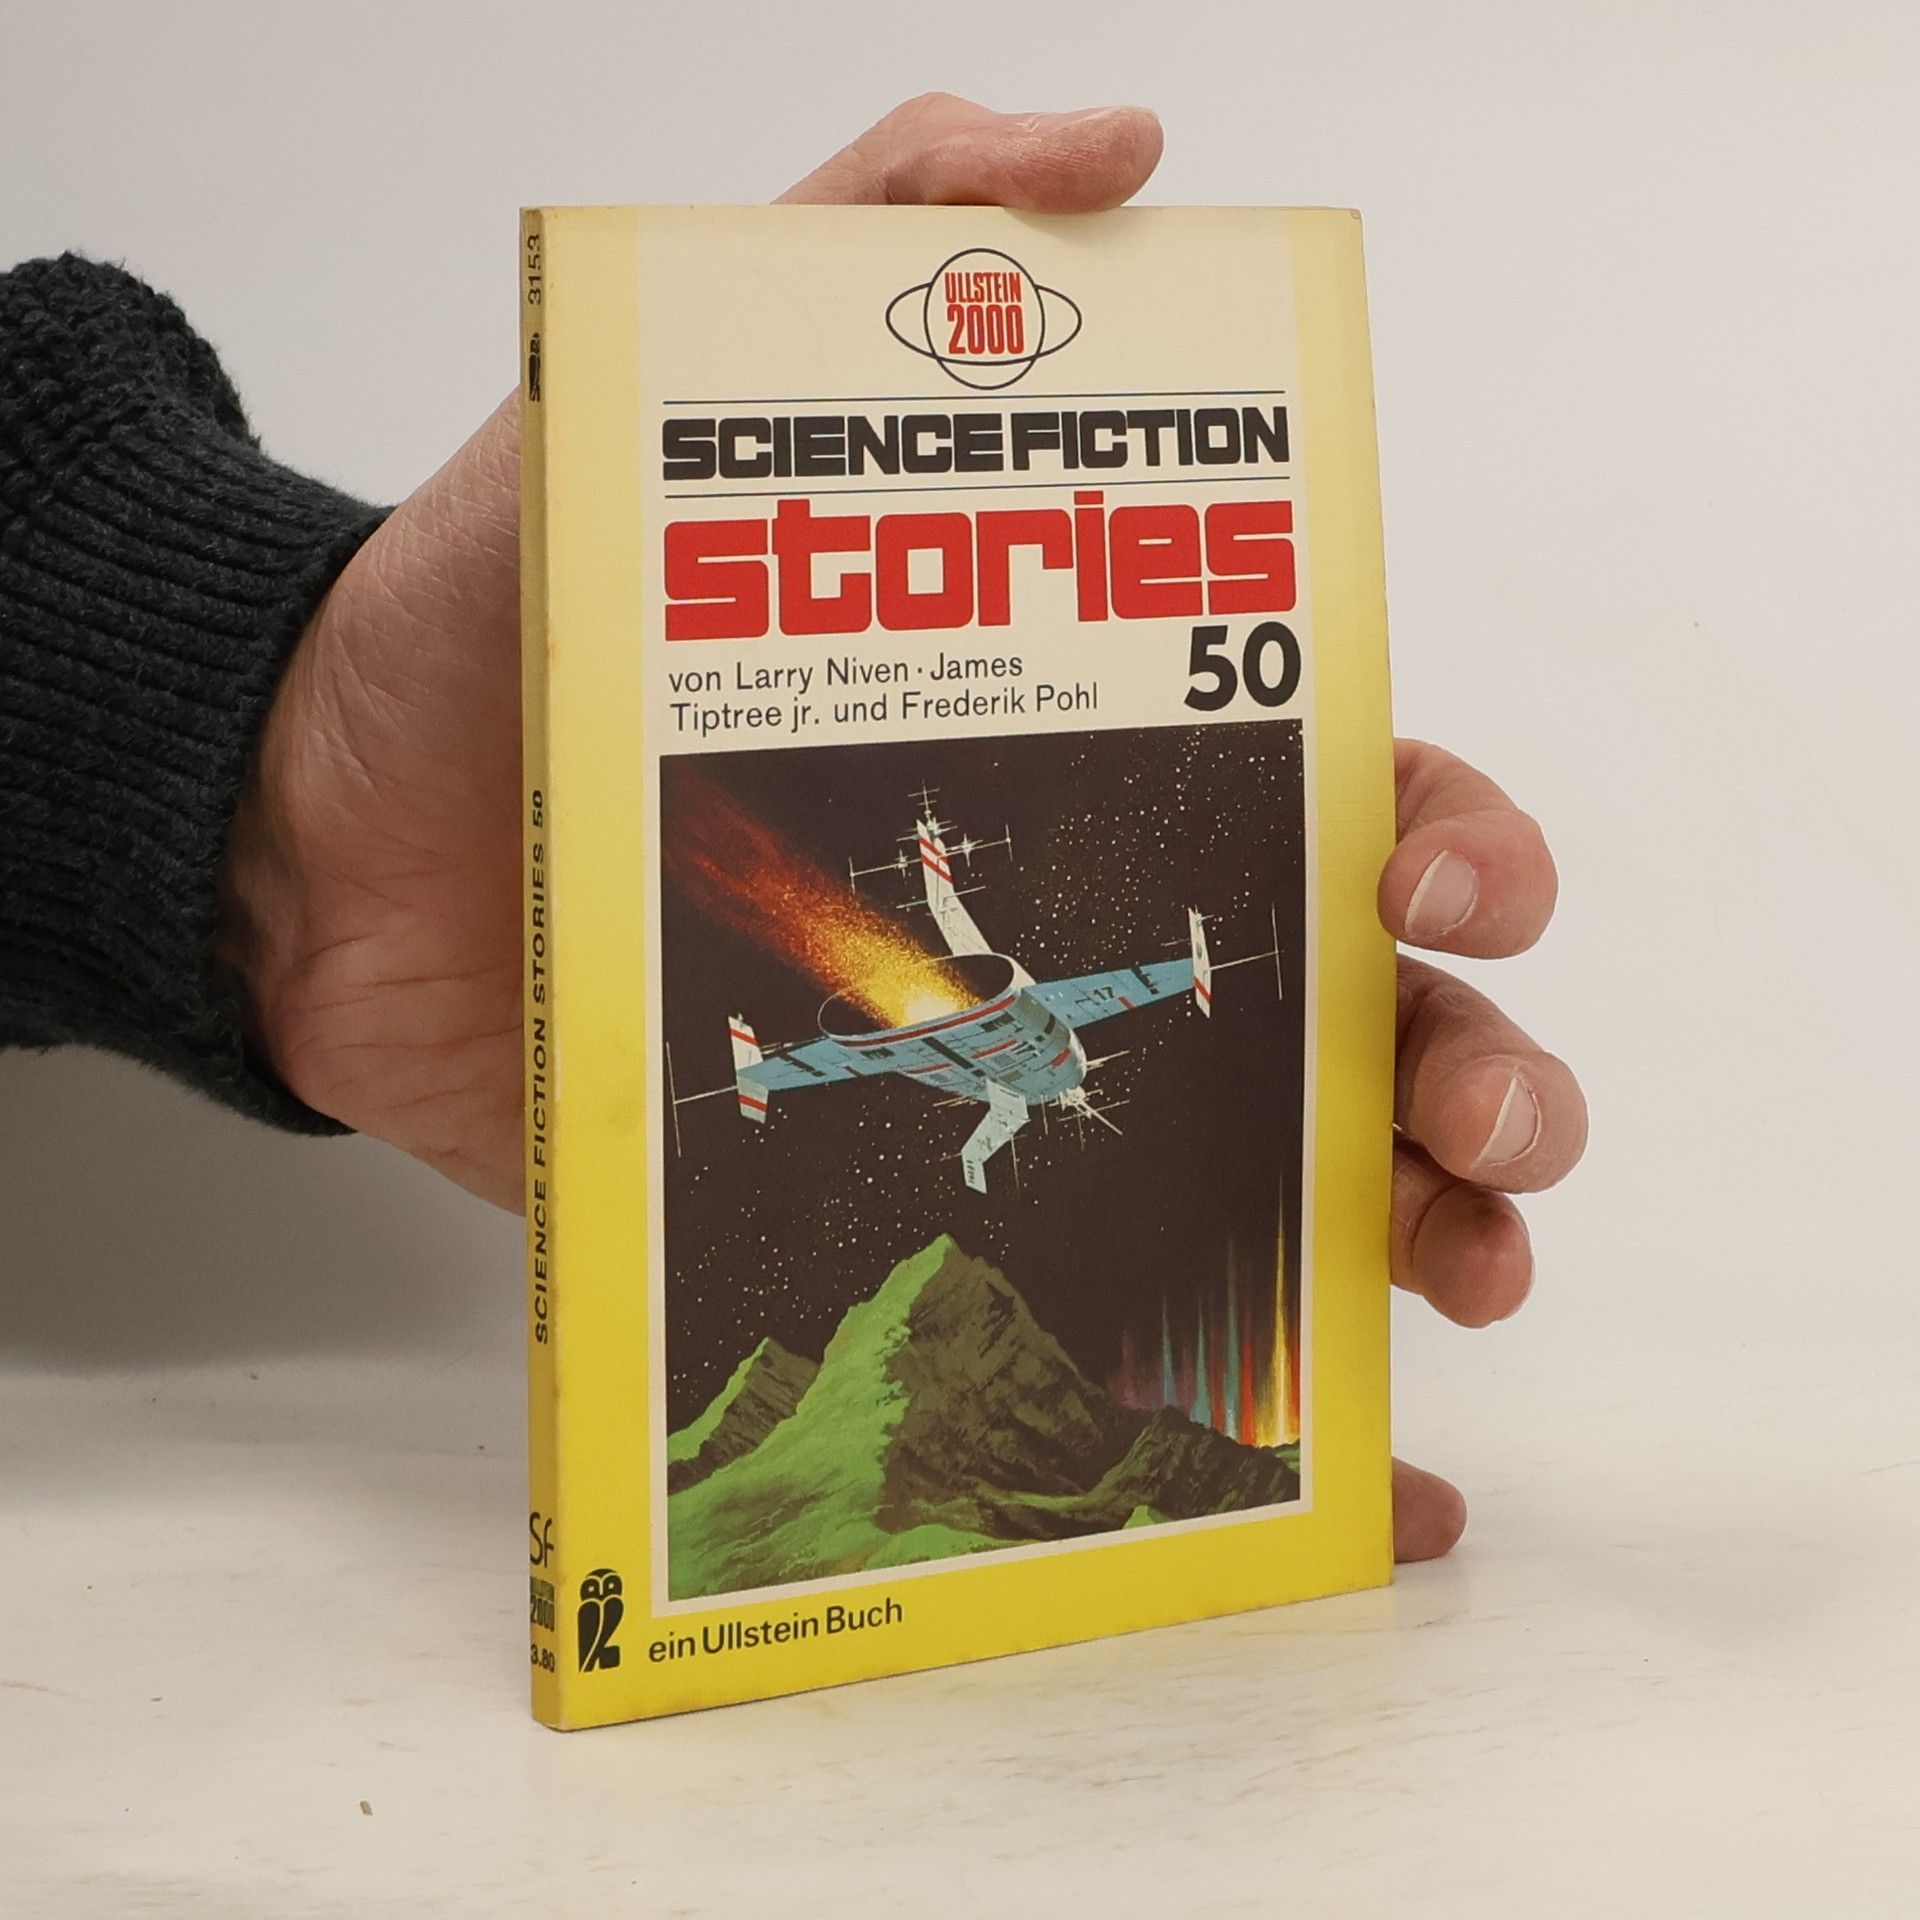 ULLSTEIN
2000
SCIENCE FICTION
stories
50
von Larry Niven · James
Tiptree jr. und Frederik Pohl
17
ein Ullstein Buch
3153
SCIENCE FICTION STORIES 50
Sf
ULLSTEIN
2000
3.80